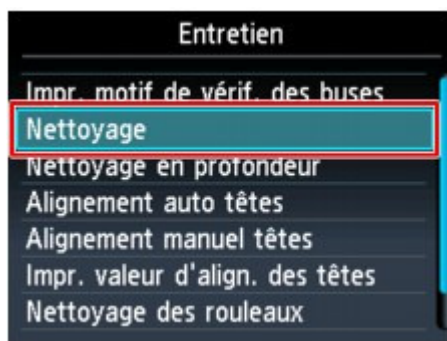 Entretien
Impr. motif de vérif. des buses
Nettoyage
Nettoyage en profondeur
Alignement auto têtes
Alignement manuel têtes
Impr. valeur d'align. des têtes
Nettoyage des rouleaux